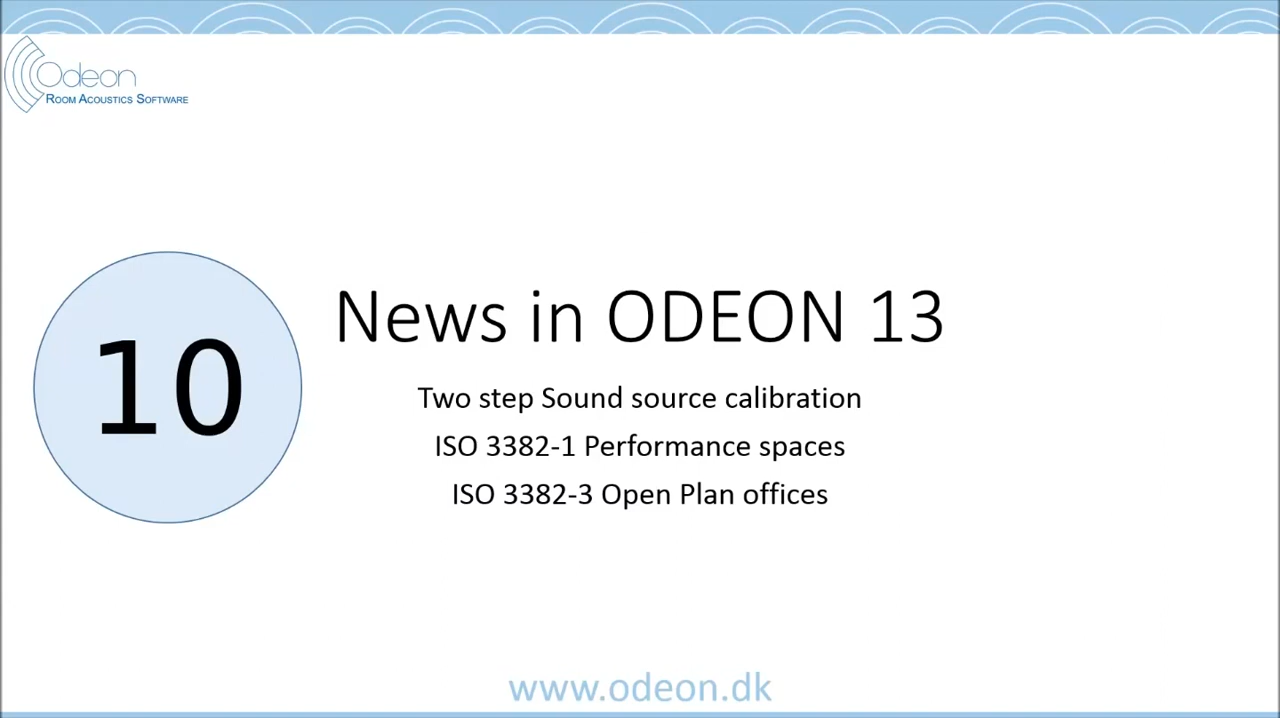 Odeon
ROOM ACOUSTICS SOFTWARE
10
News in ODEON 13
Two step Sound source calibration
ISO 3382-1 Performance spaces
ISO 3382-3 Open Plan offices
www.odeon.dk